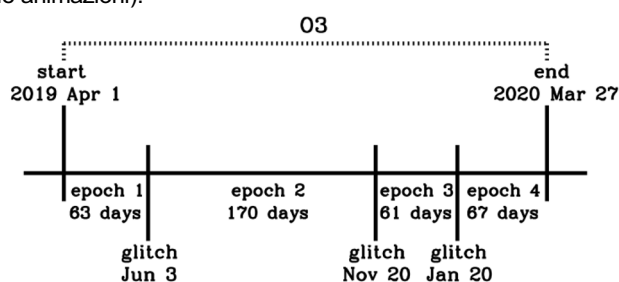 animazioni).
O3
start
2019 Apr 1
end
2020 Mar 27
epoch 1
63 days
epoch 2
170 days
epoch 3
61 days
epoch 4
67 days
glitch
Jun 3
glitch
Nov 20
glitch
Jan 20